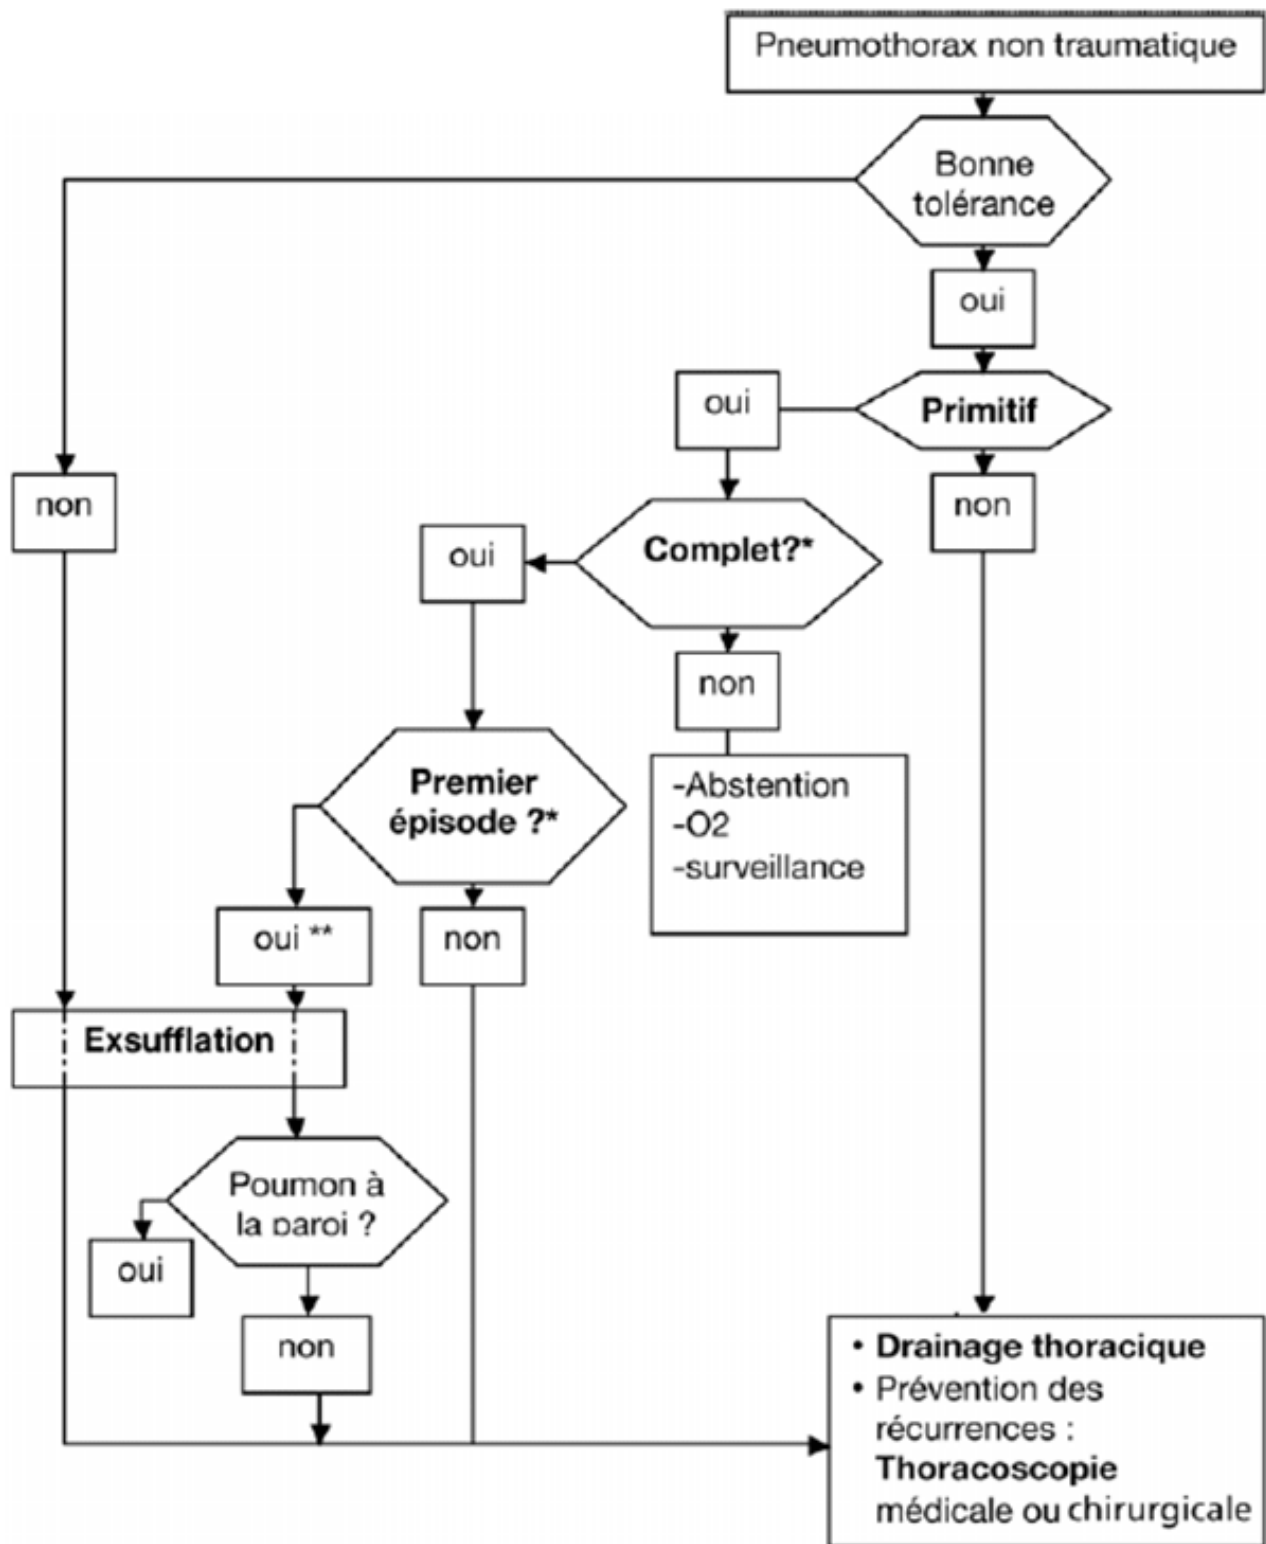 Pneumothorax non traumatique
Bonne
tolérance
oui
oui
Primitif
non
non
oui
Complet?*
non
Premier
épisode ?*
-Abstention
-O2
-surveillance
oui **
non
Exsufflation
Poumon à
la paroi ?
oui
non
• Drainage thoracique
• Prévention des
récurrences :
Thoracoscopie
médicale ou chirurgicale